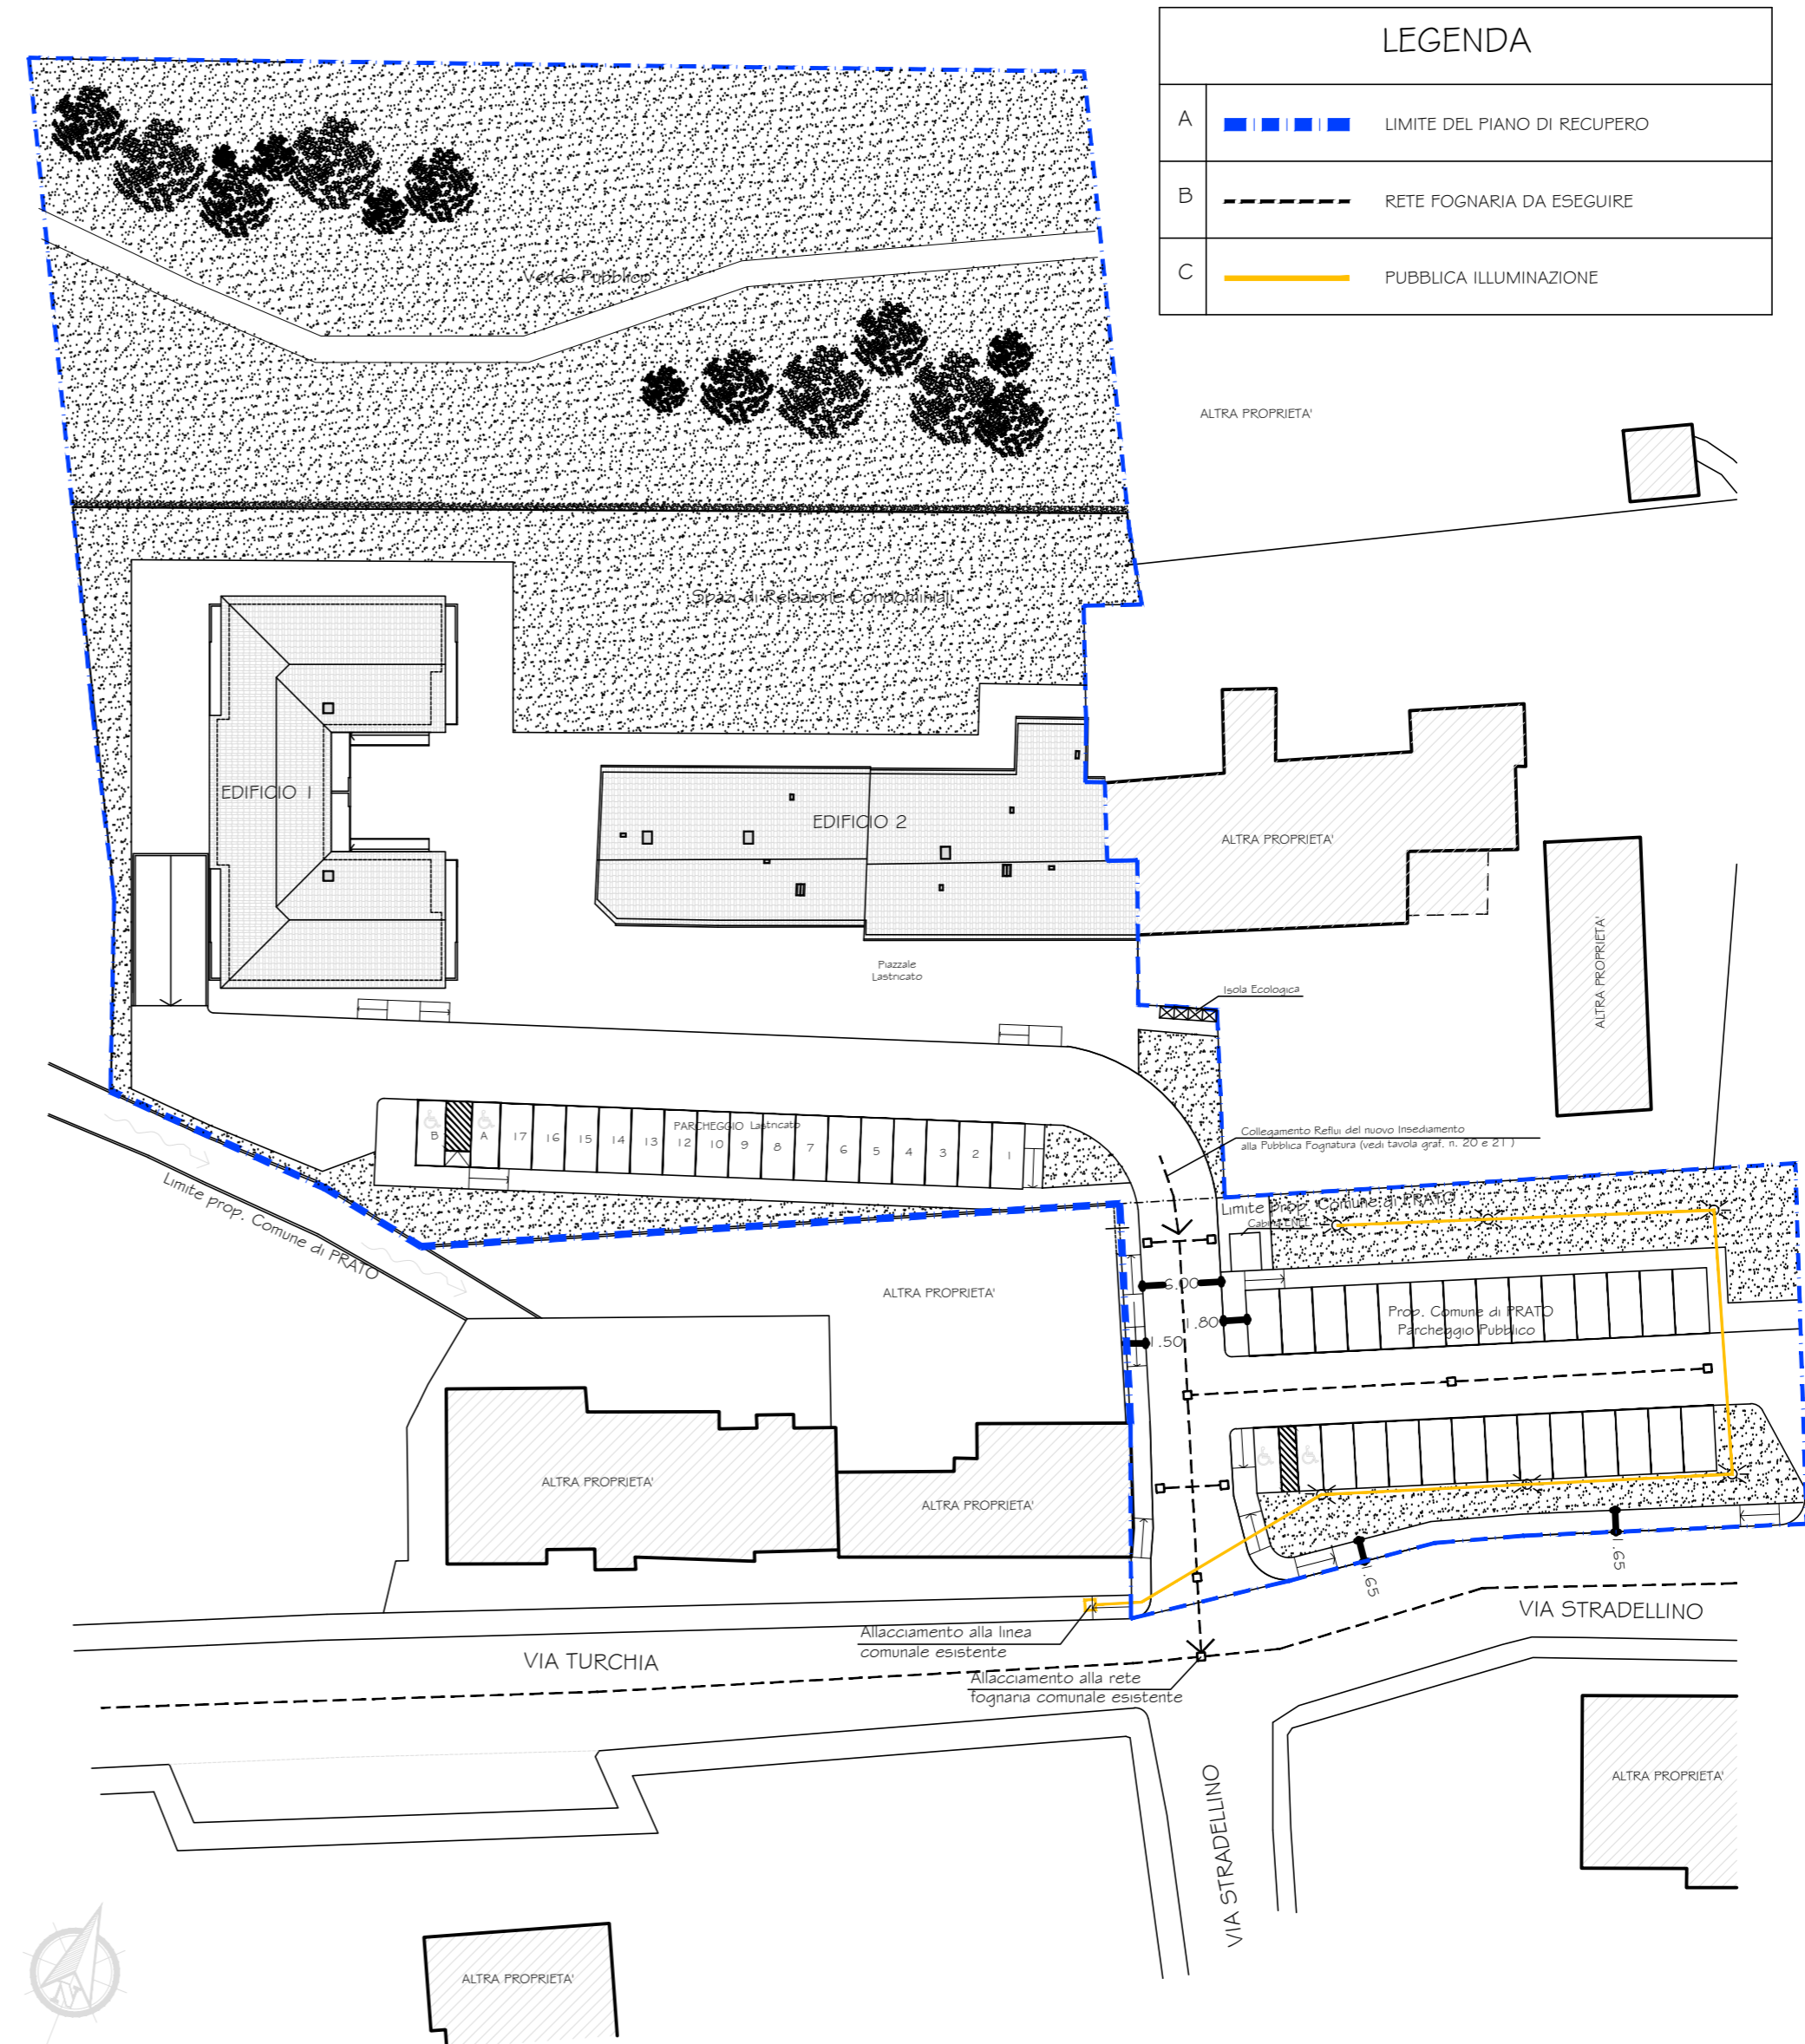 LEGENDA
A
LIMITE DEL PIANO DI RECUPERO
B
RETE FOGNARIA DA ESEGUIRE
C
PUBBLICA ILLUMINAZIONE
Verde Pubblico
ALTRA PROPRIETA'
Spazi di Relazione Condominiali
EDIFICIO 1
EDIFICIO 2
ALTRA PROPRIETA'
ALTRA PROPRIETA'
Piazzale
Lastricato
Isola Ecologica
PARCHEGGIO Lastricato
B A 17 16 15 14 13 12 10 9 8 7 6 5 4 3 2 1
Collegamento Reflui del nuovo Insediamento
alla Pubblica Fognatura (vedi tavola graf. n. 20 e 21 )
Limite prop. Comune di PRATO
Limite prop. Comune di PRATO
Cabina ENEL
ALTRA PROPRIETA'
6.00
1.80
1.50
Prop. Comune di PRATO
Parcheggio Pubblico
ALTRA PROPRIETA'
ALTRA PROPRIETA'
1.65
1.65
VIA STRADELLINO
Allacciamento alla linea
comunale esistente
VIA TURCHIA
Allacciamento alla rete
fognaria comunale esistente
VIA STRADELLINO
ALTRA PROPRIETA'
ALTRA PROPRIETA'